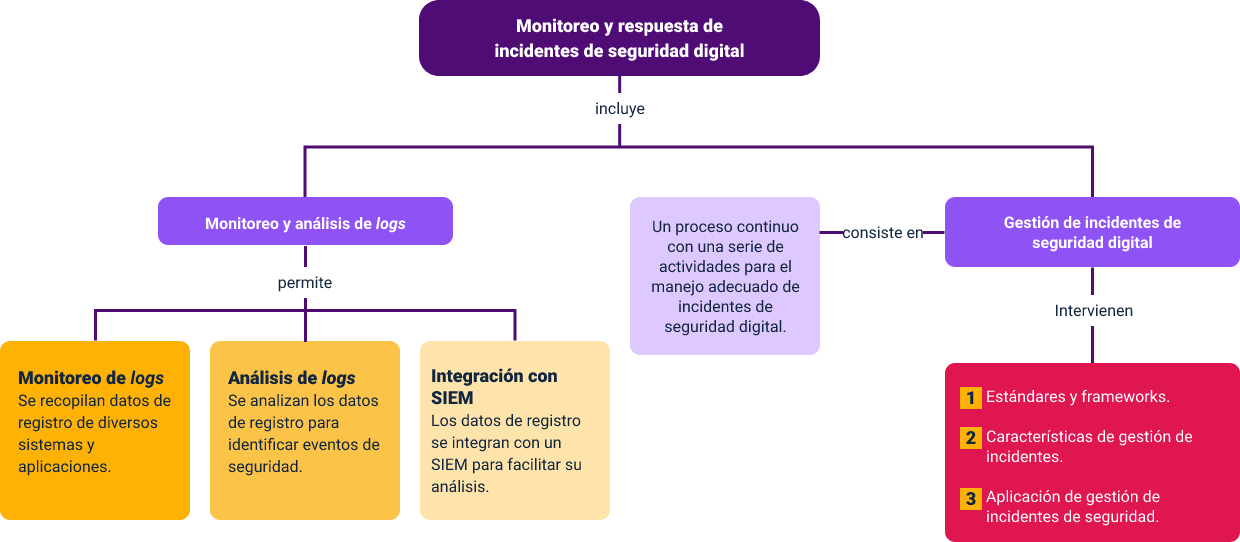 Monitoreo y respuesta de
incidentes de seguridad digital
incluye
Monitoreo y análisis de logs
permite
Monitoreo de logs
Se recopilan datos de
registro de diversos
sistemas y
aplicaciones.
Análisis de logs
Se analizan los datos
de registro para
identificar eventos de
seguridad.
Integración con
SIEM
Los datos de registro
se integran con un
SIEM para facilitar su
análisis.
Gestión de incidentes de
seguridad digital
consiste en
Un proceso continuo
con una serie de
actividades para el
manejo adecuado de
incidentes de
seguridad digital.
Intervienen
1 Estándares y frameworks.
2 Características de gestión de
incidentes.
3 Aplicación de gestión de
incidentes de seguridad.